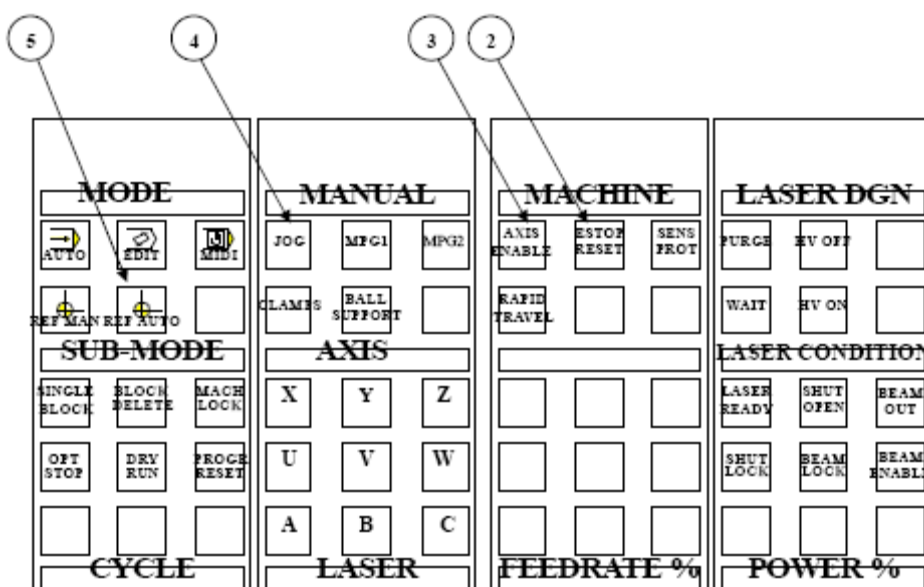 5 4 3 2
MODE MANUAL MACHINE LASER DGN
AUTO EDIT MIDI JOG MPG1 MPG2 AXIS ENABLE ESTOP RESET SENS PROT PURGE HV OFF
REF MAN REF AUTO CLAMPS BALL SUPPORT RAPID TRAVEL WAIT HV ON
SUB-MODE AXIS LASER CONDITION
SINGLE BLOCK BLOCK DELETE MACH LOCK X Y Z LASER READY SHUT OPEN BEAM OUT
OPT STOP DRY RUN PROGR RESET U V W SHUT LOCK BEAM LOCK BEAM ENABLE
A B C
CYCLE LASER FEEDRATE % POWER %